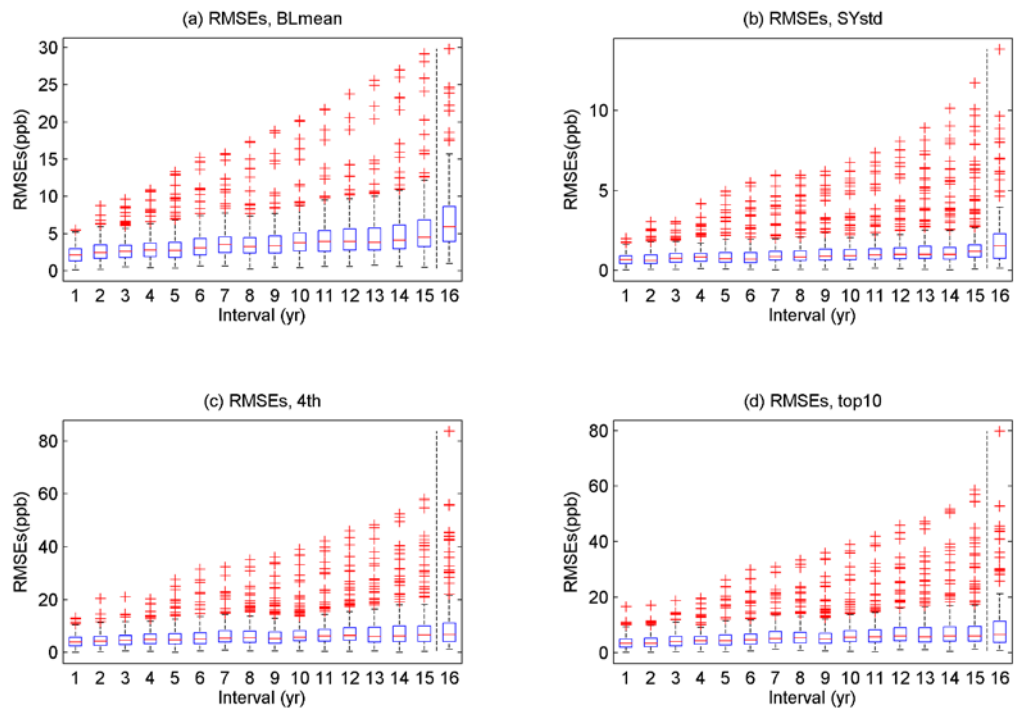 (a) RMSEs, BLmean
RMSEs(ppb)
30
25
20
15
10
5
0
1 2 3 4 5 6 7 8 9 10 11 12 13 14 15 16
Interval (yr)
(b) RMSEs, SYstd
RMSEs(ppb)
10
5
0
1 2 3 4 5 6 7 8 9 10 11 12 13 14 15 16
Interval (yr)
(c) RMSEs, 4th
RMSEs(ppb)
80
60
40
20
0
1 2 3 4 5 6 7 8 9 10 11 12 13 14 15 16
Interval (yr)
(d) RMSEs, top10
RMSEs(ppb)
80
60
40
20
0
1 2 3 4 5 6 7 8 9 10 11 12 13 14 15 16
Interval (yr)